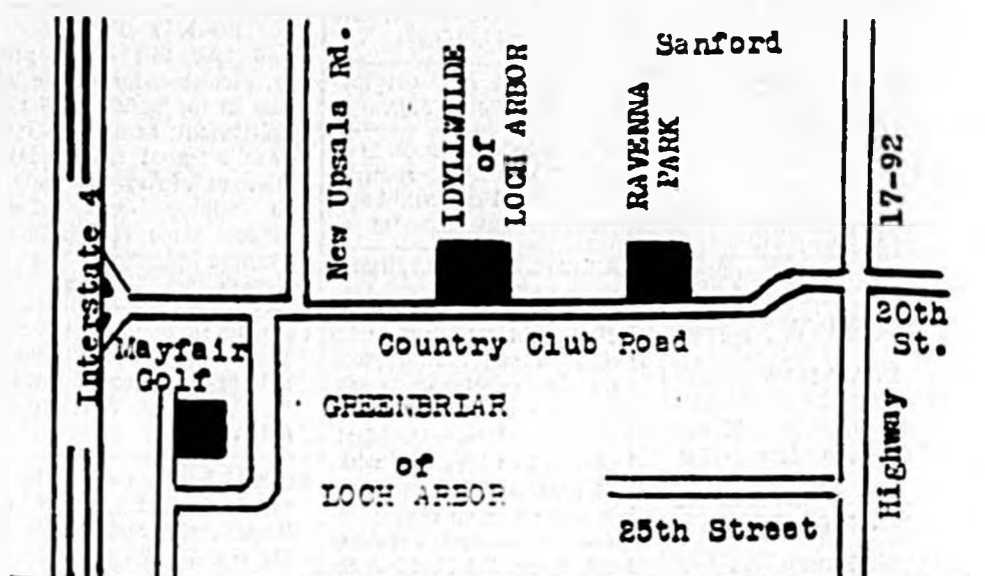 Sanford
New Upsala Rd.
IDYLLWILDE
of
LOCH ARBOR
RAVENNA
PARK
17-92
Interstate 4
20th
St.
Mayfair
Golf
Country Club Road
GREENBRIAR
of
LOCH ARBOR
Highway
25th Street